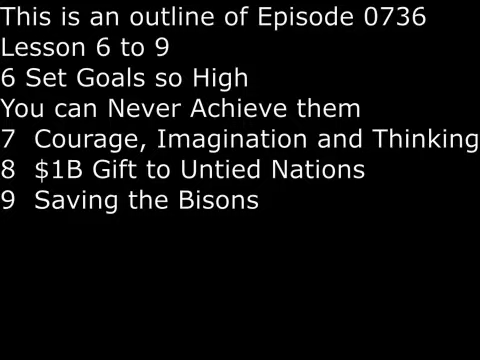 This is an outline of Episode 0736
Lesson 6 to 9
6 Set Goals so High
You can Never Achieve them
7  Courage, Imagination and Thinking
8  $1B Gift to Untied Nations
9  Saving the Bisons